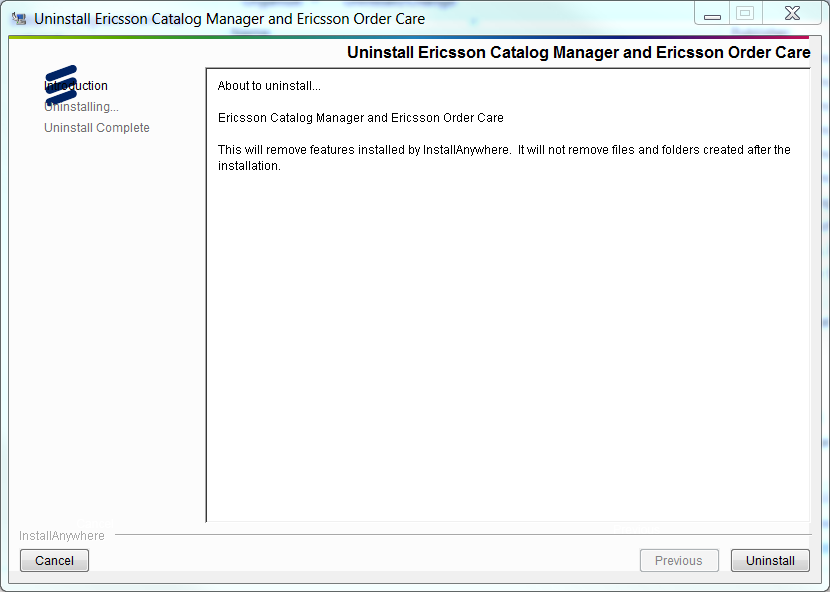 Uninstall Ericsson Catalog Manager and Ericsson Order Care
Uninstall Ericsson Catalog Manager and Ericsson Order Care
Introduction
Uninstalling...
Uninstall Complete
About to uninstall...
Ericsson Catalog Manager and Ericsson Order Care
This will remove features installed by InstallAnywhere.  It will not remove files and folders created after the
installation.
InstallAnywhere
Cancel
Previous
Uninstall